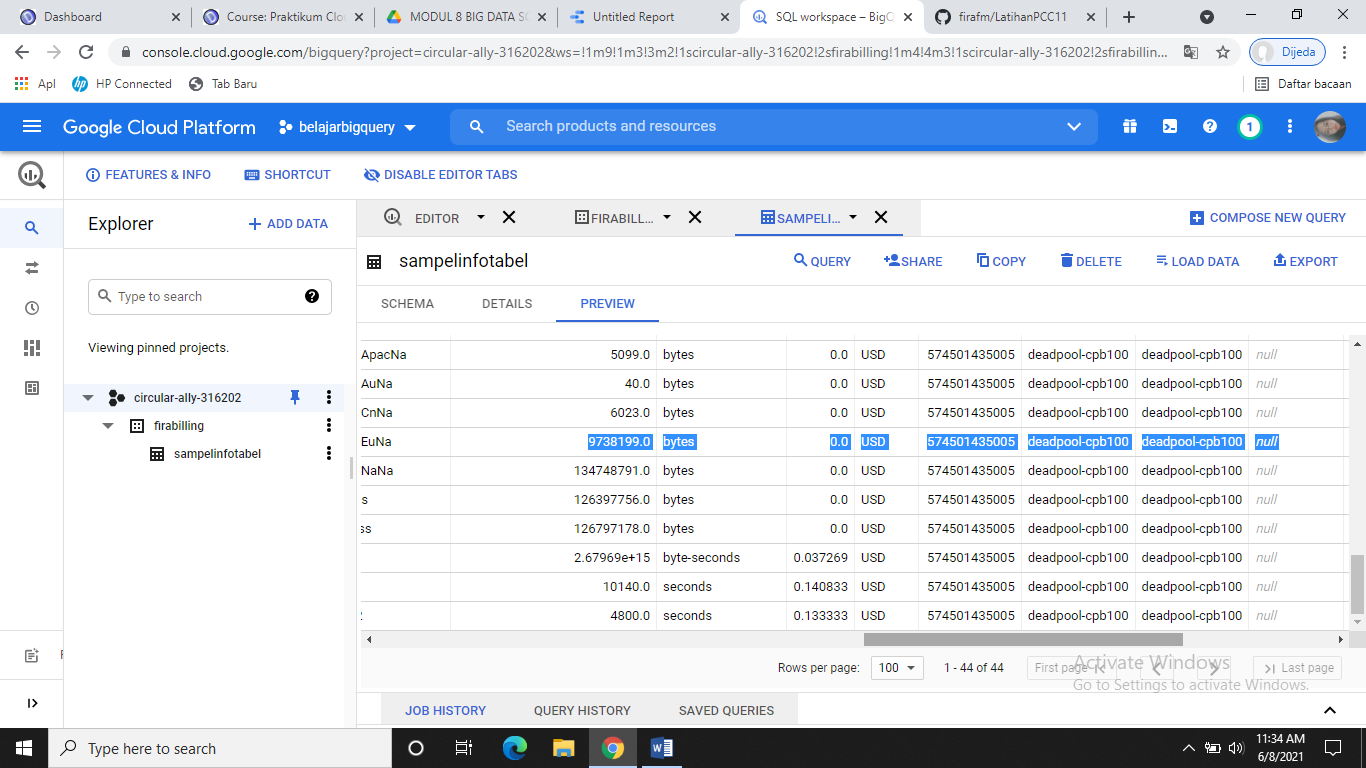 Dashboard
Course: Praktikum Clo
MODUL 8 BIG DATA SC
Untitled Report
SQL workspace – BigQ
firafm/LatihanPCC11
console.cloud.google.com/bigquery?project=circular-ally-316202&ws=!1m9!1m3!3m2!1scircular-ally-316202!2sfirabilling!1m4!4m3!1scircular-ally-316202!2sfirabillin...
Dijeda
Apl
HP Connected
Tab Baru
Daftar bacaan
Google Cloud Platform
belajarbigquery
Search products and resources
1
FEATURES & INFO
SHORTCUT
DISABLE EDITOR TABS
Explorer
+ ADD DATA
EDITOR
FIRABILL...
SAMPELI...
COMPOSE NEW QUERY
sampelinfotabel
QUERY
SHARE
COPY
DELETE
LOAD DATA
EXPORT
Type to search
SCHEMA
DETAILS
PREVIEW
Viewing pinned projects.
circular-ally-316202
firabilling
sampelinfotabel
ApacNa 5099.0 bytes 0.0 USD 574501435005 deadpool-cpb100 deadpool-cpb100 null
AuNa 40.0 bytes 0.0 USD 574501435005 deadpool-cpb100 deadpool-cpb100 null
CnNa 6023.0 bytes 0.0 USD 574501435005 deadpool-cpb100 deadpool-cpb100 null
EuNa 9738199.0 bytes 0.0 USD 574501435005 deadpool-cpb100 deadpool-cpb100 null
NaNa 134748791.0 bytes 0.0 USD 574501435005 deadpool-cpb100 deadpool-cpb100 null
s 126397756.0 bytes 0.0 USD 574501435005 deadpool-cpb100 deadpool-cpb100 null
ss 126797178.0 bytes 0.0 USD 574501435005 deadpool-cpb100 deadpool-cpb100 null
2.67969e+15 byte-seconds 0.037269 USD 574501435005 deadpool-cpb100 deadpool-cpb100 null
10140.0 seconds 0.140833 USD 574501435005 deadpool-cpb100 deadpool-cpb100 null
4800.0 seconds 0.133333 USD 574501435005 deadpool-cpb100 deadpool-cpb100 null
Rows per page: 100
1 - 44 of 44
First page
Last page
Activate Windows
Go to Settings to activate Windows.
JOB HISTORY
QUERY HISTORY
SAVED QUERIES
Type here to search
11:34 AM
6/8/2021